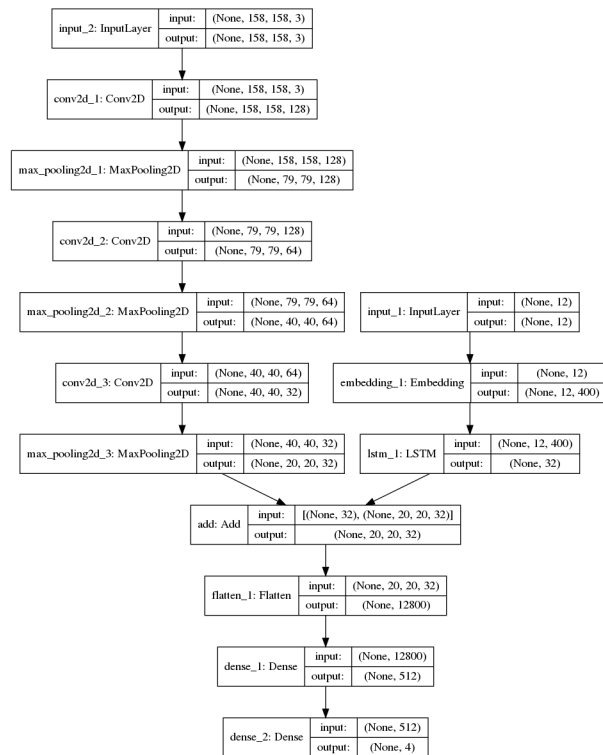 input_2: InputLayer
input: (None, 158, 158, 3)
output: (None, 158, 158, 3)
conv2d_1: Conv2D
input: (None, 158, 158, 3)
output: (None, 158, 158, 128)
max_pooling2d_1: MaxPooling2D
input: (None, 158, 158, 128)
output: (None, 79, 79, 128)
conv2d_2: Conv2D
input: (None, 79, 79, 128)
output: (None, 79, 79, 64)
max_pooling2d_2: MaxPooling2D
input: (None, 79, 79, 64)
output: (None, 40, 40, 64)
input_1: InputLayer
input: (None, 12)
output: (None, 12)
conv2d_3: Conv2D
input: (None, 40, 40, 64)
output: (None, 40, 40, 32)
embedding_1: Embedding
input: (None, 12)
output: (None, 12, 400)
max_pooling2d_3: MaxPooling2D
input: (None, 40, 40, 32)
output: (None, 20, 20, 32)
lstm_1: LSTM
input: (None, 12, 400)
output: (None, 32)
add: Add
input: [(None, 32), (None, 20, 20, 32)]
output: (None, 20, 20, 32)
flatten_1: Flatten
input: (None, 20, 20, 32)
output: (None, 12800)
dense_1: Dense
input: (None, 12800)
output: (None, 512)
dense_2: Dense
input: (None, 512)
output: (None, 4)